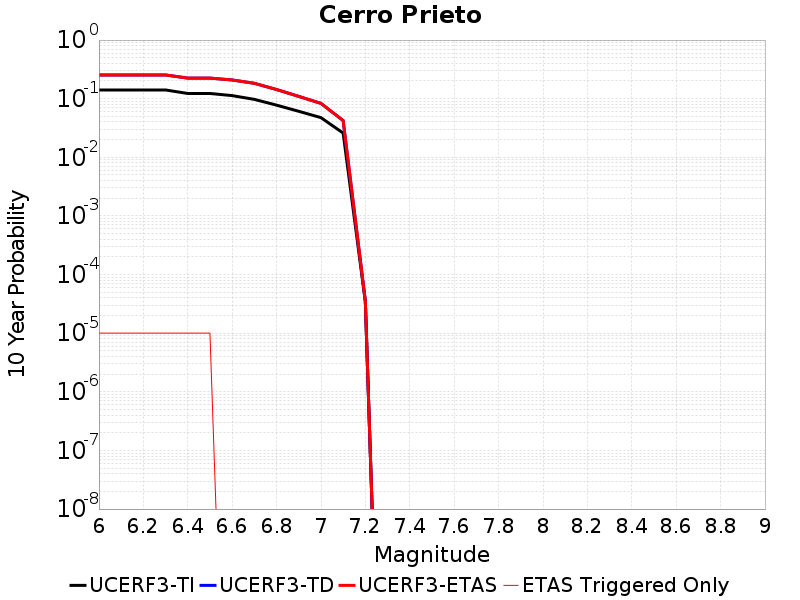 Cerro Prieto
10 Year Probability
10^0
10^-1
10^-2
10^-3
10^-4
10^-5
10^-6
10^-7
10^-8
6 6.2 6.4 6.6 6.8 7 7.2 7.4 7.6 7.8 8 8.2 8.4 8.6 8.8 9
Magnitude
UCERF3-TI UCERF3-TD UCERF3-ETAS ETAS Triggered Only